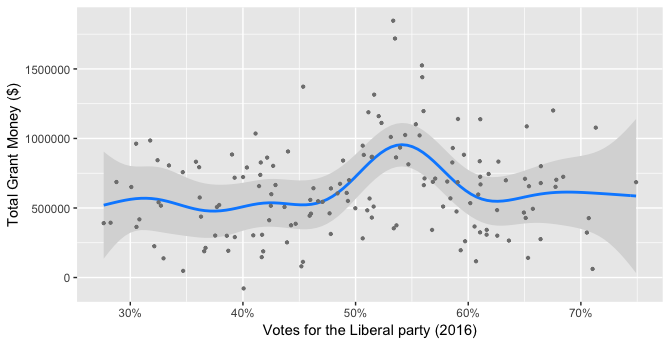 Total Grant Money ($)
1500000
1000000
500000
0
30% 40% 50% 60% 70%
Votes for the Liberal party (2016)